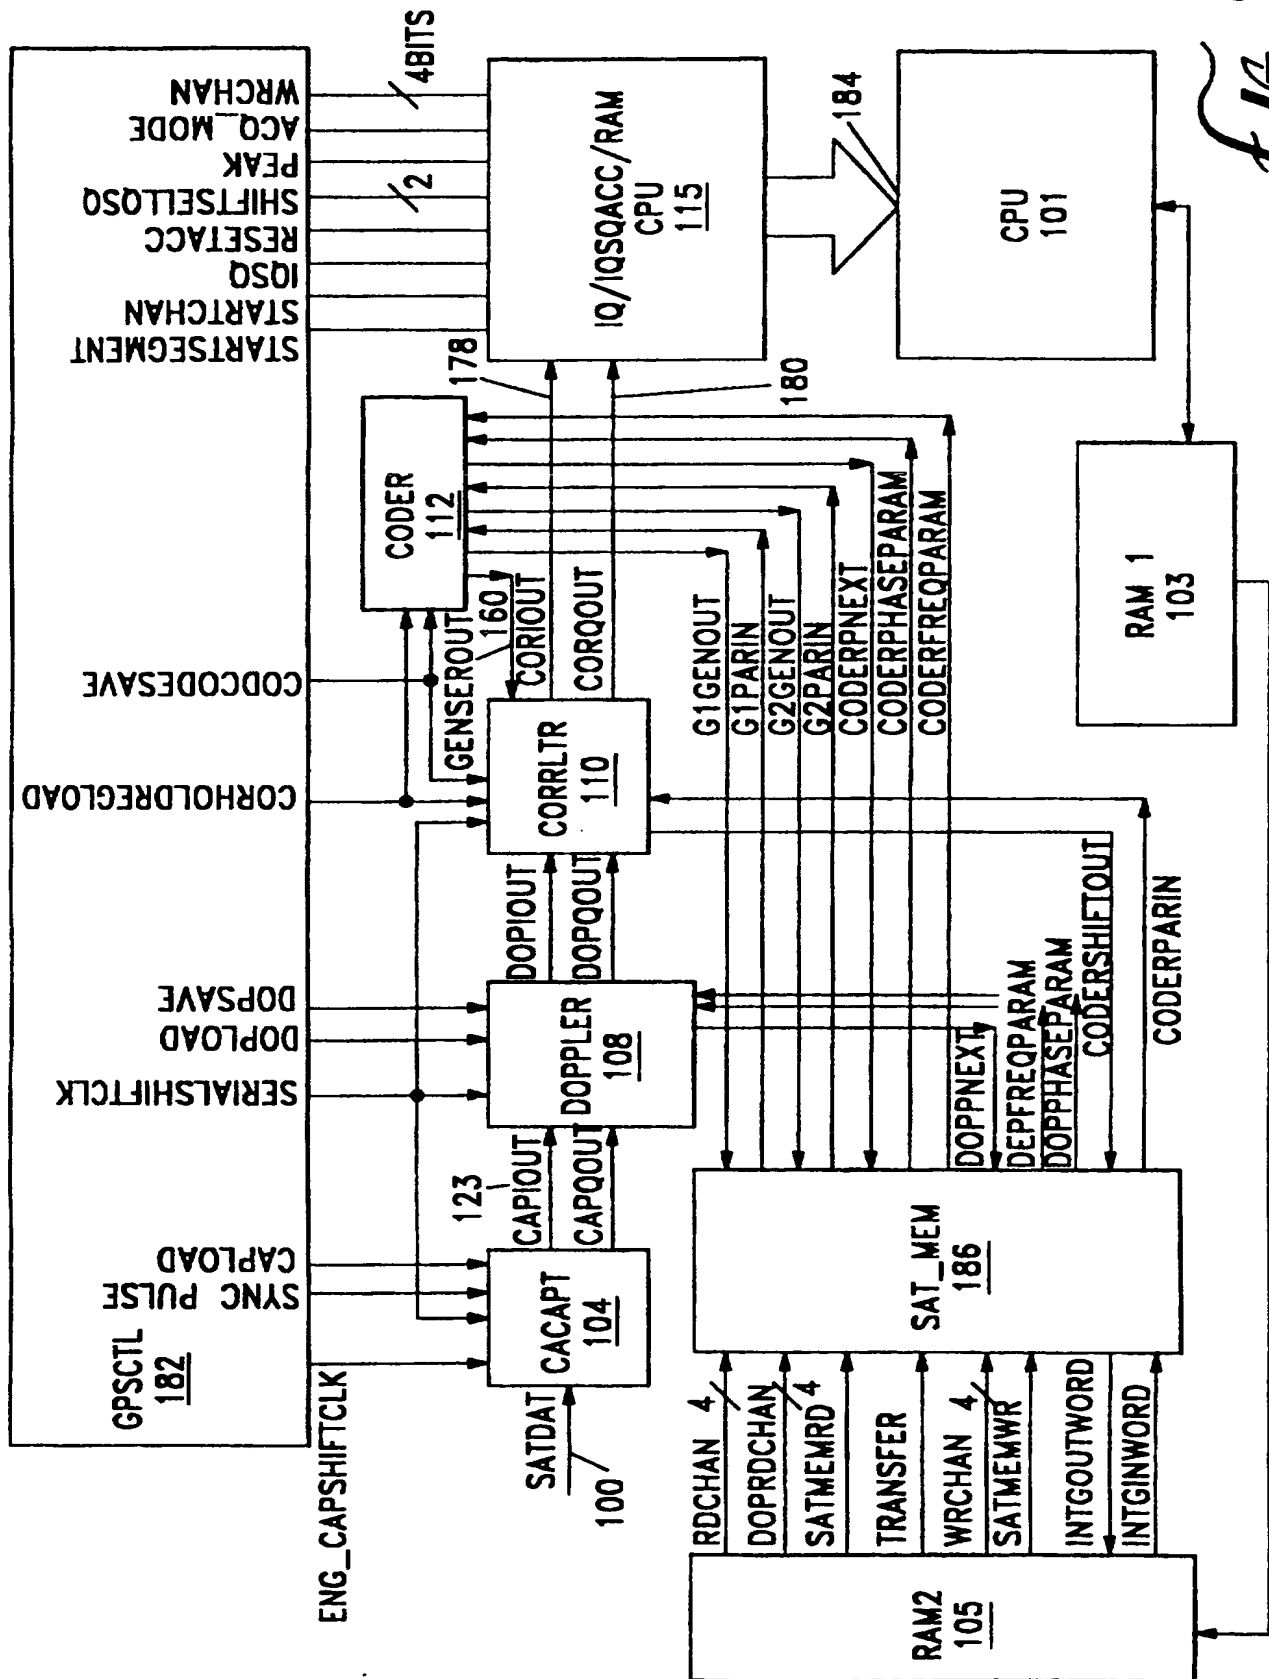 GPSCTL
182
ENG_CAPSHIFTCLK
SYNC PULSE
CAPLOAD
SERIALSHIFTCLK
DOPLOAD
DOPSAVE
CORHOLDREGLOAD
CODCODESAVE
STARTSEGMENT
STARTCHAN
IQSQ
RESETACC
SHIFTSELLQSQ
2
PEAK
ACQ_MODE
WRCHAN
4BITS
SATDAT
100
CACAPT
104
123
CAPIOUT
CAPQOUT
DOPPLER
108
DOPIOUT
DOPQOUT
CORRLTR
110
GENSEROUT
160
CORIOUT
CORQOUT
CODER
112
178
180
IQ/IQSQACC/RAM
CPU
115
184
CPU
101
RAM 1
103
G1GENOUT
G1PARIN
G2GENOUT
G2PARIN
CODERPNEXT
CODERPHASEPARAM
CODERFREQPARAM
DOPPNEXT
DEPFREQPARAM
DOPPHASEPARAM
CODERSHIFTOUT
CODERPARIN
SAT_MEM
186
RDCHAN 4
DOPRDCHAN 4
SATMEMRD
TRANSFER
WRCHAN 4
SATMEMWR
INTGOUTWORD
INTGINWORD
RAM2
105